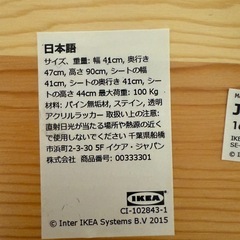 日本語
サイズ、重量: 幅 41cm, 奥行き
47cm, 高さ 90cm, シートの幅
41cm, シートの奥行き 41cm, シー
トの高さ 44cm 最大荷重: 100 Kg
材料: パイン無垢材, ステイン, 透明
アクリルラッカー 取扱い上の注意:
直射日光が当たる場所や熱源の近く
で使用しないでください 千葉県船橋
市浜町2-3-30 5F イケア・ジャパン
株式会社 商品番号: 00333301
IKEA
CI-102843-1
© Inter IKEA Systems B.V 2015